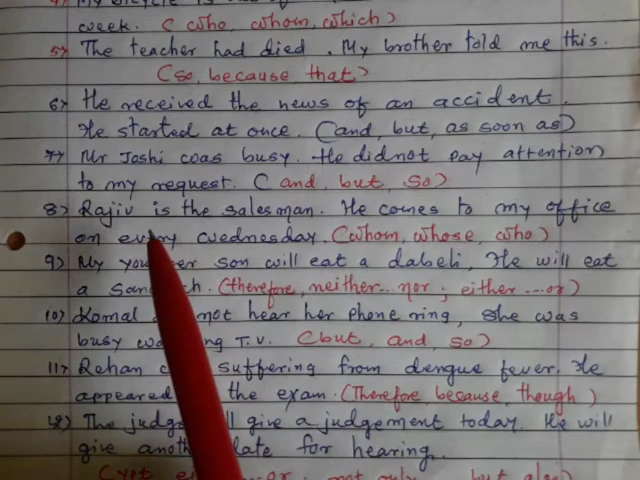 week. (who, whom, which)
5) The teacher had died. My brother told me this.
(so, because that)
6) He received the news of an accident.
He started at once. (and, but, as soon as)
7) Mr Joshi was busy. He didnot pay attention
to my request. (and, but, so)
8) Rajiv is the salesman. He comes to my office
on every wednesday. (whom, whose, who)
9) My son will eat a dabeli, He will eat
a (therefore, neither...nor; either...or)
10) Komal not hear her phone ring, She was
busy T.V. (but, and, so)
11) Rehan suffering from dengue fever. He
appeared the exam. (Therefore because, though)
12) The give a judgement today. He will
give for hearing.
(yet not only but also)